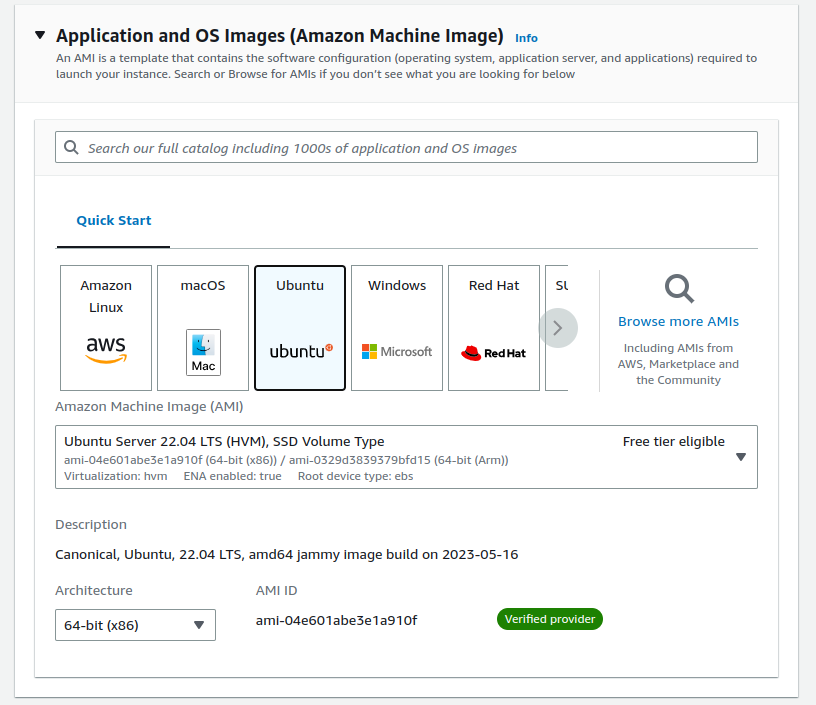 Application and OS Images (Amazon Machine Image) Info
An AMI is a template that contains the software configuration (operating system, application server, and applications) required to
launch your instance. Search or Browse for AMIs if you don’t see what you are looking for below
Search our full catalog including 1000s of application and OS images
Quick Start
Amazon
Linux
aws
macOS
Mac
Ubuntu
ubuntu
Windows
Microsoft
Red Hat
Red Hat
SU
Browse more AMIs
Including AMIs from
AWS, Marketplace and
the Community
Amazon Machine Image (AMI)
Ubuntu Server 22.04 LTS (HVM), SSD Volume Type Free tier eligible
ami-04e601abe3e1a910f (64-bit (x86)) / ami-0329d3839379bfd15 (64-bit (Arm))
Virtualization: hvm ENA enabled: true Root device type: ebs
Description
Canonical, Ubuntu, 22.04 LTS, amd64 jammy image build on 2023-05-16
Architecture AMI ID
64-bit (x86) ami-04e601abe3e1a910f Verified provider